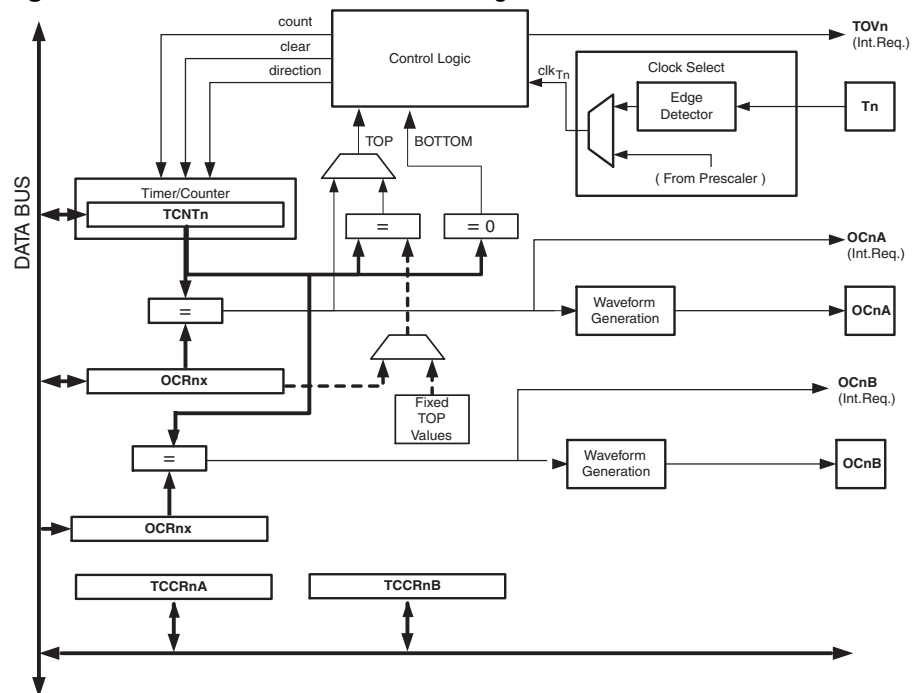 count
clear
direction
Control Logic
TOVn
(Int.Req.)
clkTn
Clock Select
Edge
Detector
Tn
( From Prescaler )
TOP
BOTTOM
Timer/Counter
TCNTn
DATA BUS
=
= 0
OCnA
(Int.Req.)
=
Waveform
Generation
OCnA
OCRnx
Fixed
TOP
Values
OCnB
(Int.Req.)
=
Waveform
Generation
OCnB
OCRnx
TCCRnA
TCCRnB